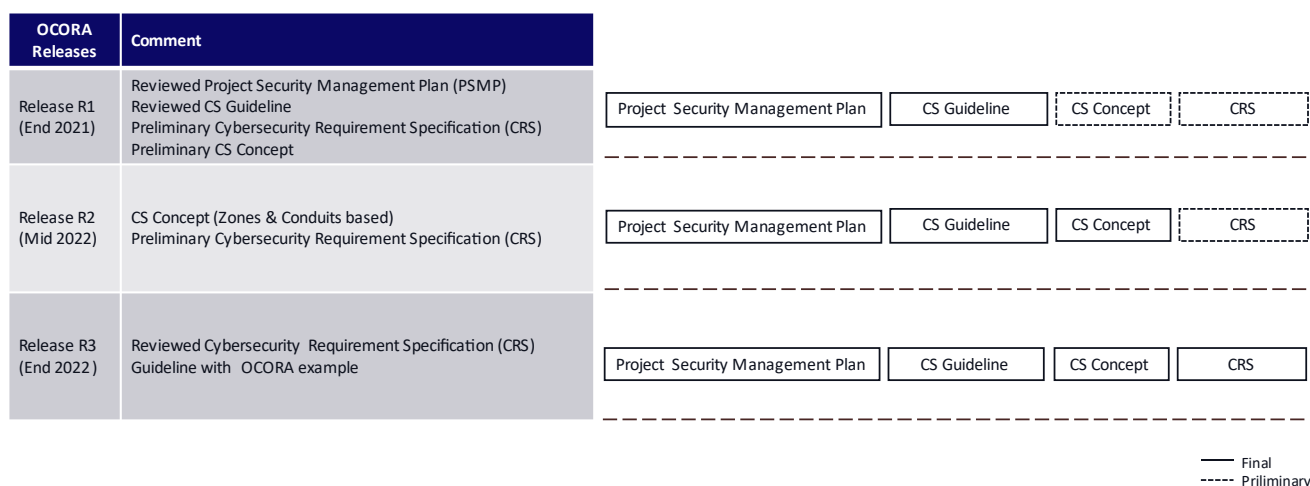 OCORA
Releases
Comment
Release R1
(End 2021)
Reviewed Project Security Management Plan (PSMP)
Reviewed CS Guideline
Preliminary Cybersecurity Requirement Specification (CRS)
Preliminary CS Concept
Project Security Management Plan
CS Guideline
CS Concept
CRS
Release R2
(Mid 2022)
CS Concept (Zones & Conduits based)
Preliminary Cybersecurity Requirement Specification (CRS)
Project Security Management Plan
CS Guideline
CS Concept
CRS
Release R3
(End 2022)
Reviewed Cybersecurity Requirement Specification (CRS)
Guideline with OCORA example
Project Security Management Plan
CS Guideline
CS Concept
CRS
Final
Priliminary